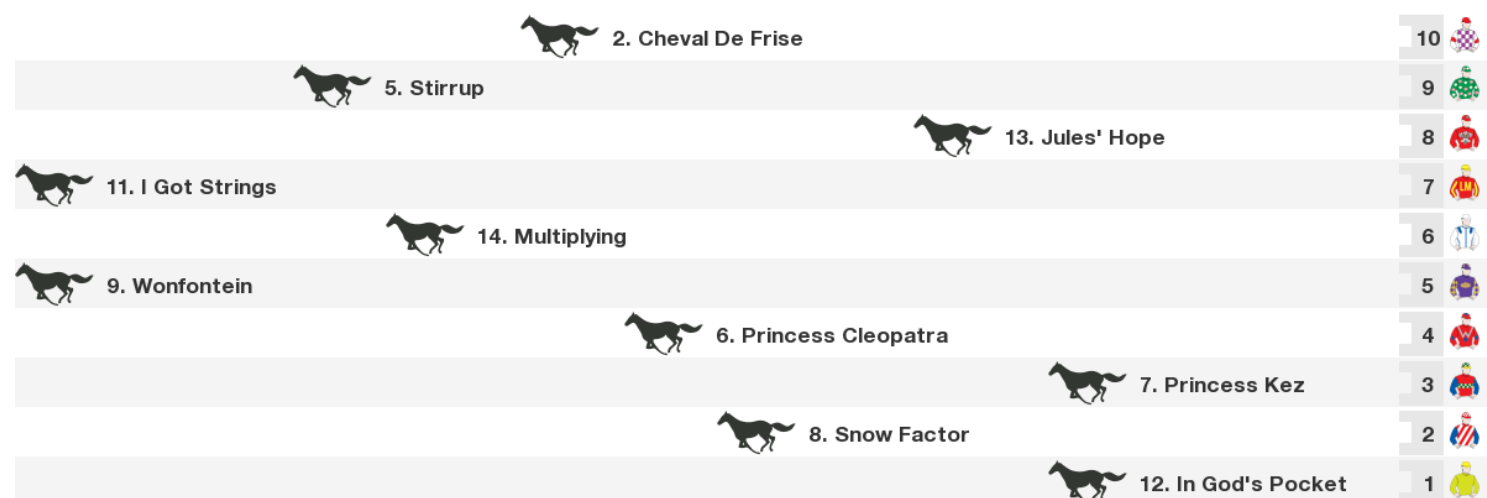 2. Cheval De Frise 10
5. Stirrup 9
13. Jules' Hope 8
11. I Got Strings 7
LM
14. Multiplying 6
9. Wonfontein 5
6. Princess Cleopatra 4
7. Princess Kez 3
8. Snow Factor 2
12. In God's Pocket 1